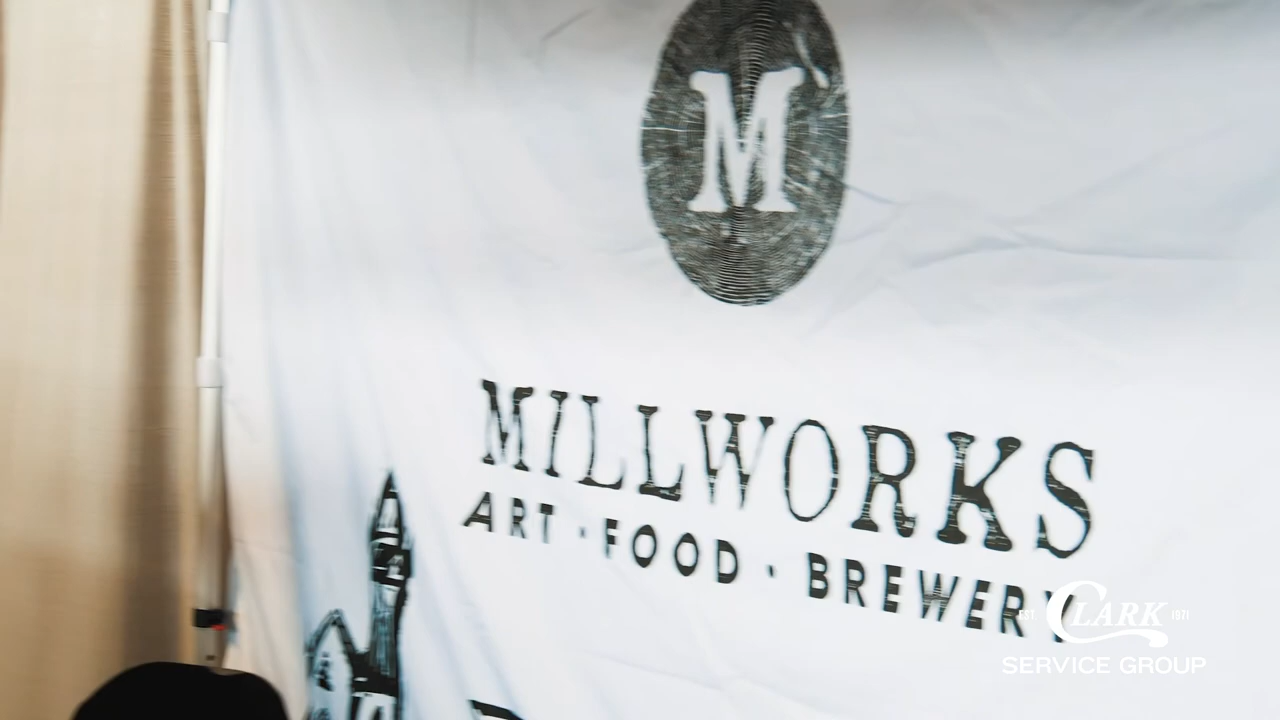 M
MILLWORKS
ART · FOOD · BREWERY
EST. CLARK 1971
SERVICE GROUP